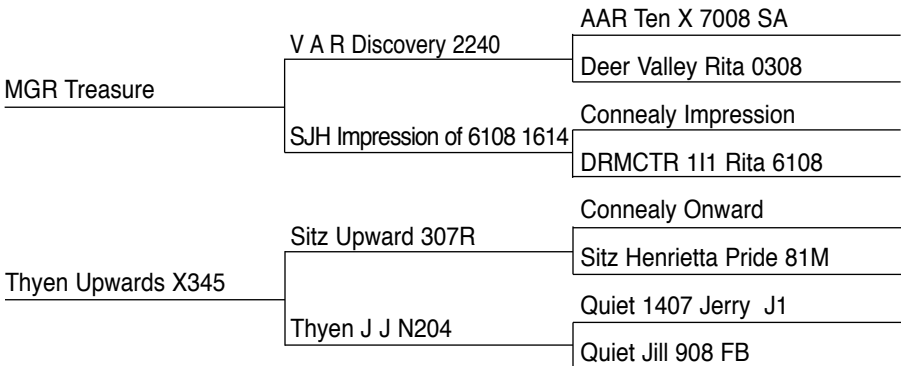 AAR Ten X 7008 SA
V A R Discovery 2240
Deer Valley Rita 0308
MGR Treasure
Connealy Impression
SJH Impression of 6108 1614
DRMCTR 1I1 Rita 6108
Connealy Onward
Sitz Upward 307R
Sitz Henrietta Pride 81M
Thyen Upwards X345
Quiet 1407 Jerry  J1
Thyen J J N204
Quiet Jill 908 FB